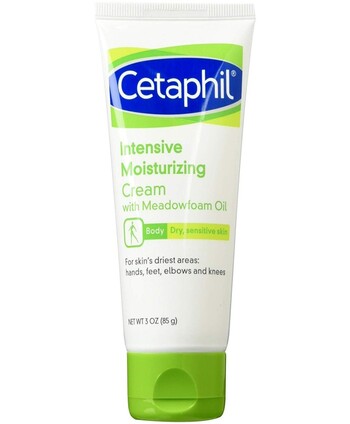 Cetaphil®
Intensive
Moisturizing
Cream
with Meadowfoam Oil
Body Dry, sensitive skin
For skin's driest areas:
hands, feet, elbows and knees
NET WT 3 OZ (85 g)